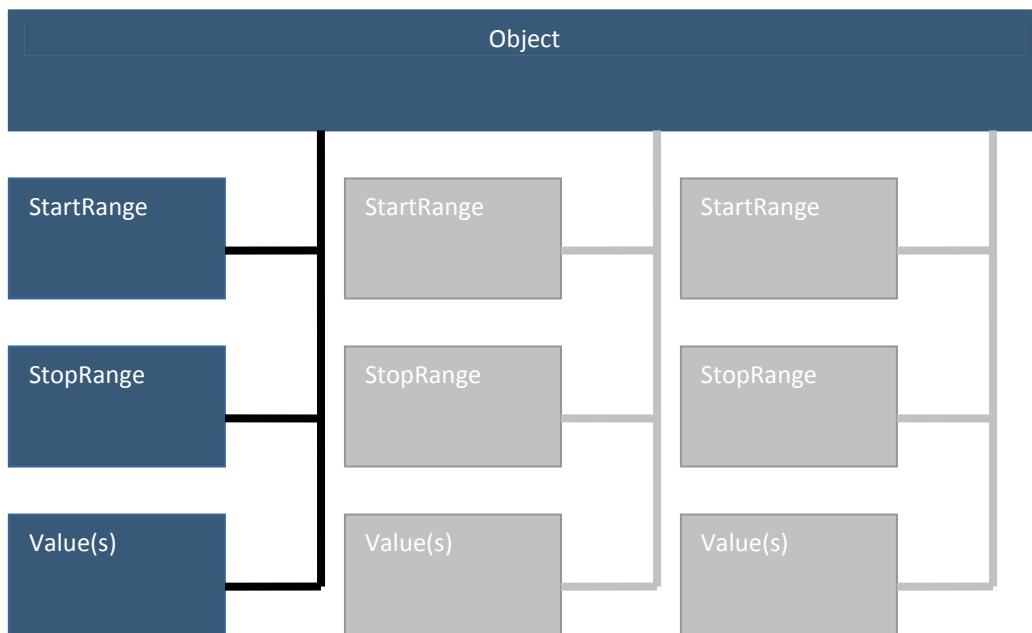 Object
StartRange
StartRange
StartRange
StopRange
StopRange
StopRange
Value(s)
Value(s)
Value(s)